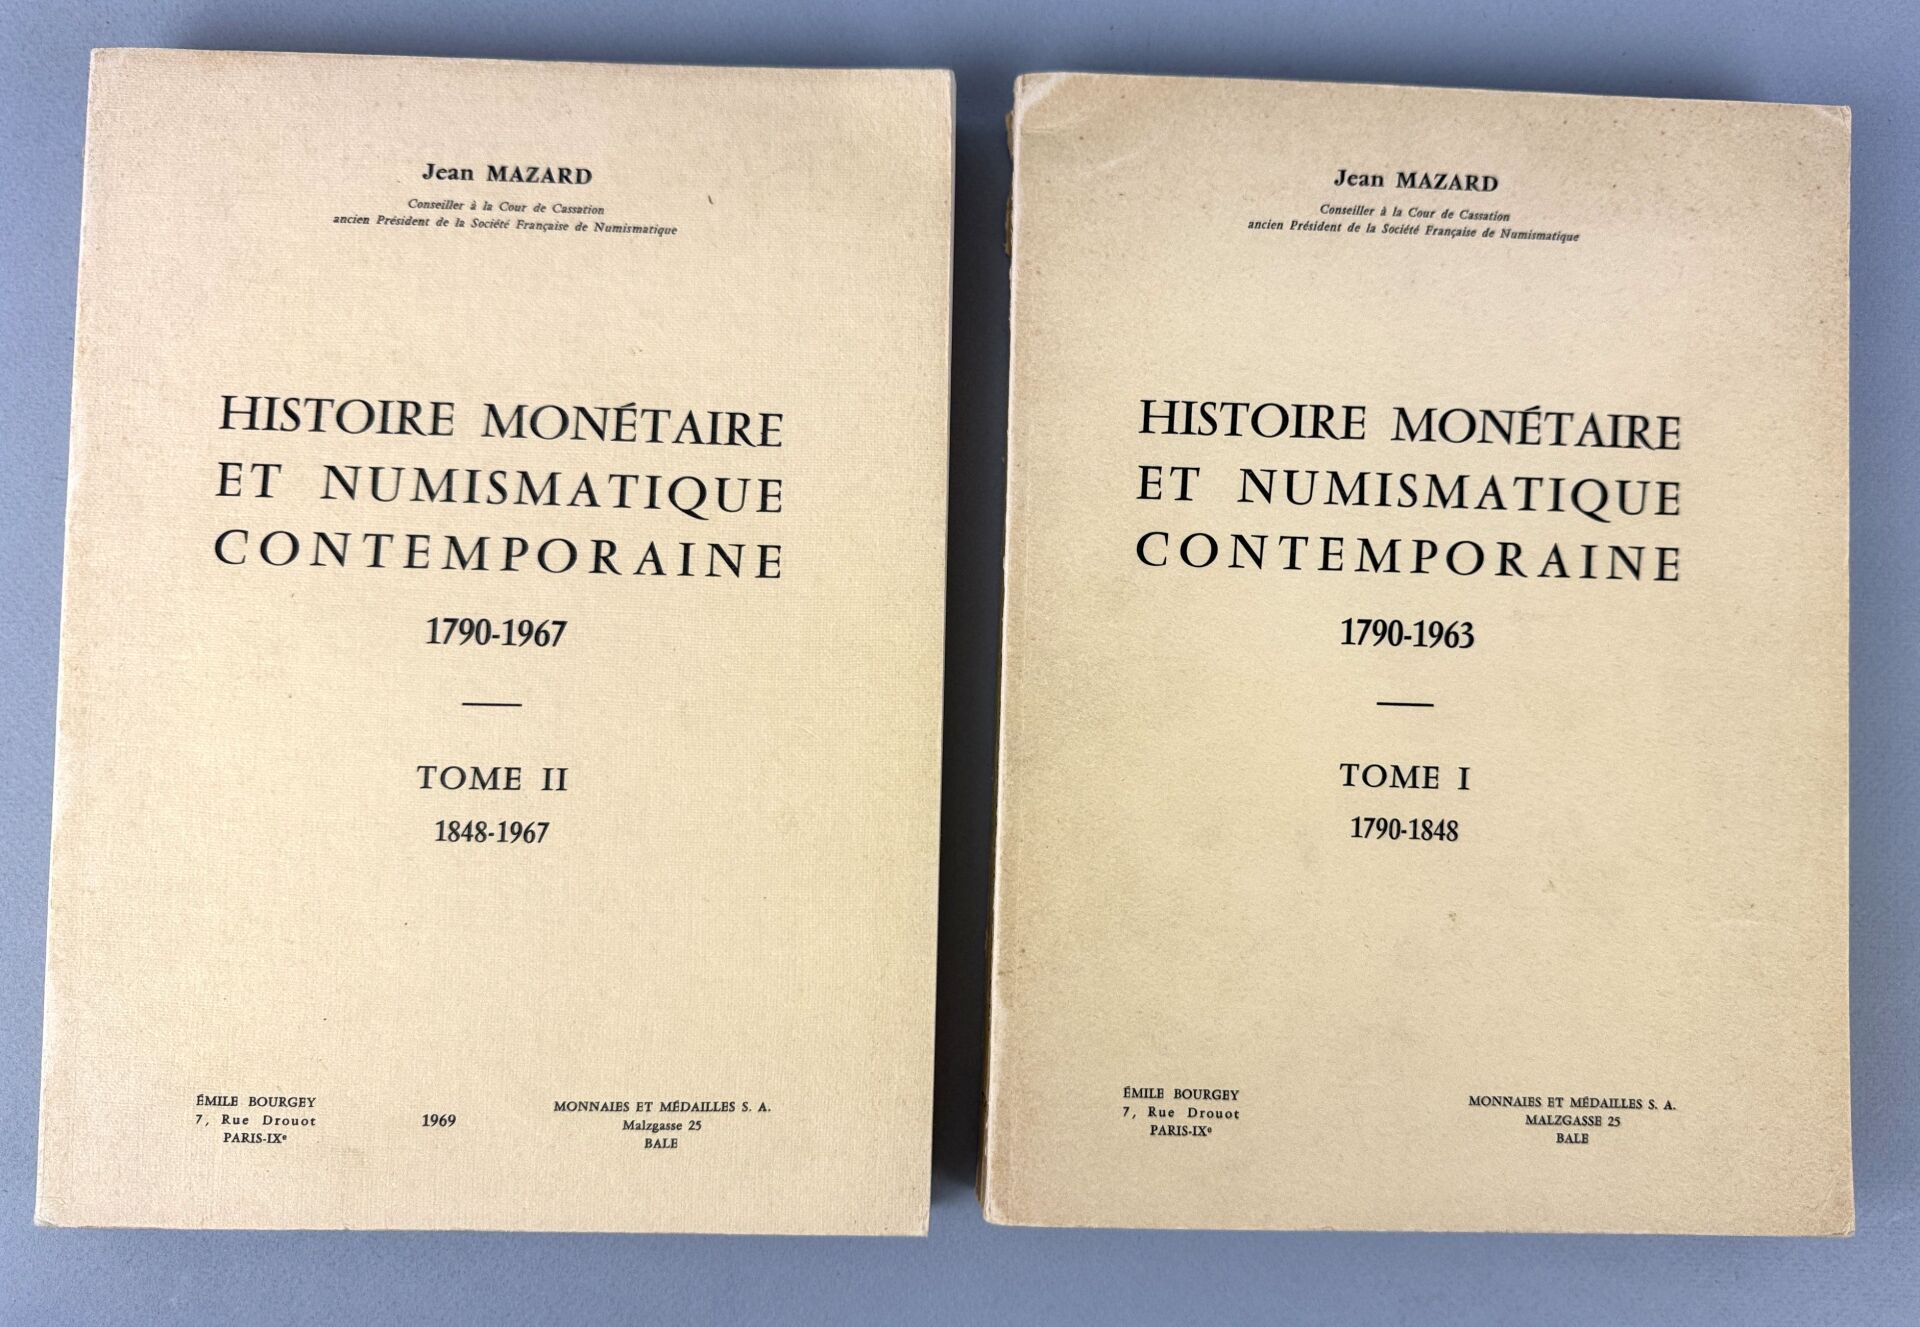 Jean MAZARD
Conseiller à la Cour de Cassation
ancien Président de la Société Française de Numismatique
HISTOIRE MONÉTAIRE
ET NUMISMATIQUE
CONTEMPORAINE
1790-1967
TOME II
1848-1967
ÉMILE BOURGEY
7, Rue Drouot
PARIS-IXe
1969
MONNAIES ET MÉDAILLES S. A.
Malzgasse 25
BALE
Jean MAZARD
Conseiller à la Cour de Cassation
ancien Président de la Société Française de Numismatique
HISTOIRE MONÉTAIRE
ET NUMISMATIQUE
CONTEMPORAINE
1790-1963
TOME I
1790-1848
ÉMILE BOURGEY
7, Rue Drouot
PARIS-IXe
MONNAIES ET MÉDAILLES S. A.
MALZGASSE 25
BALE